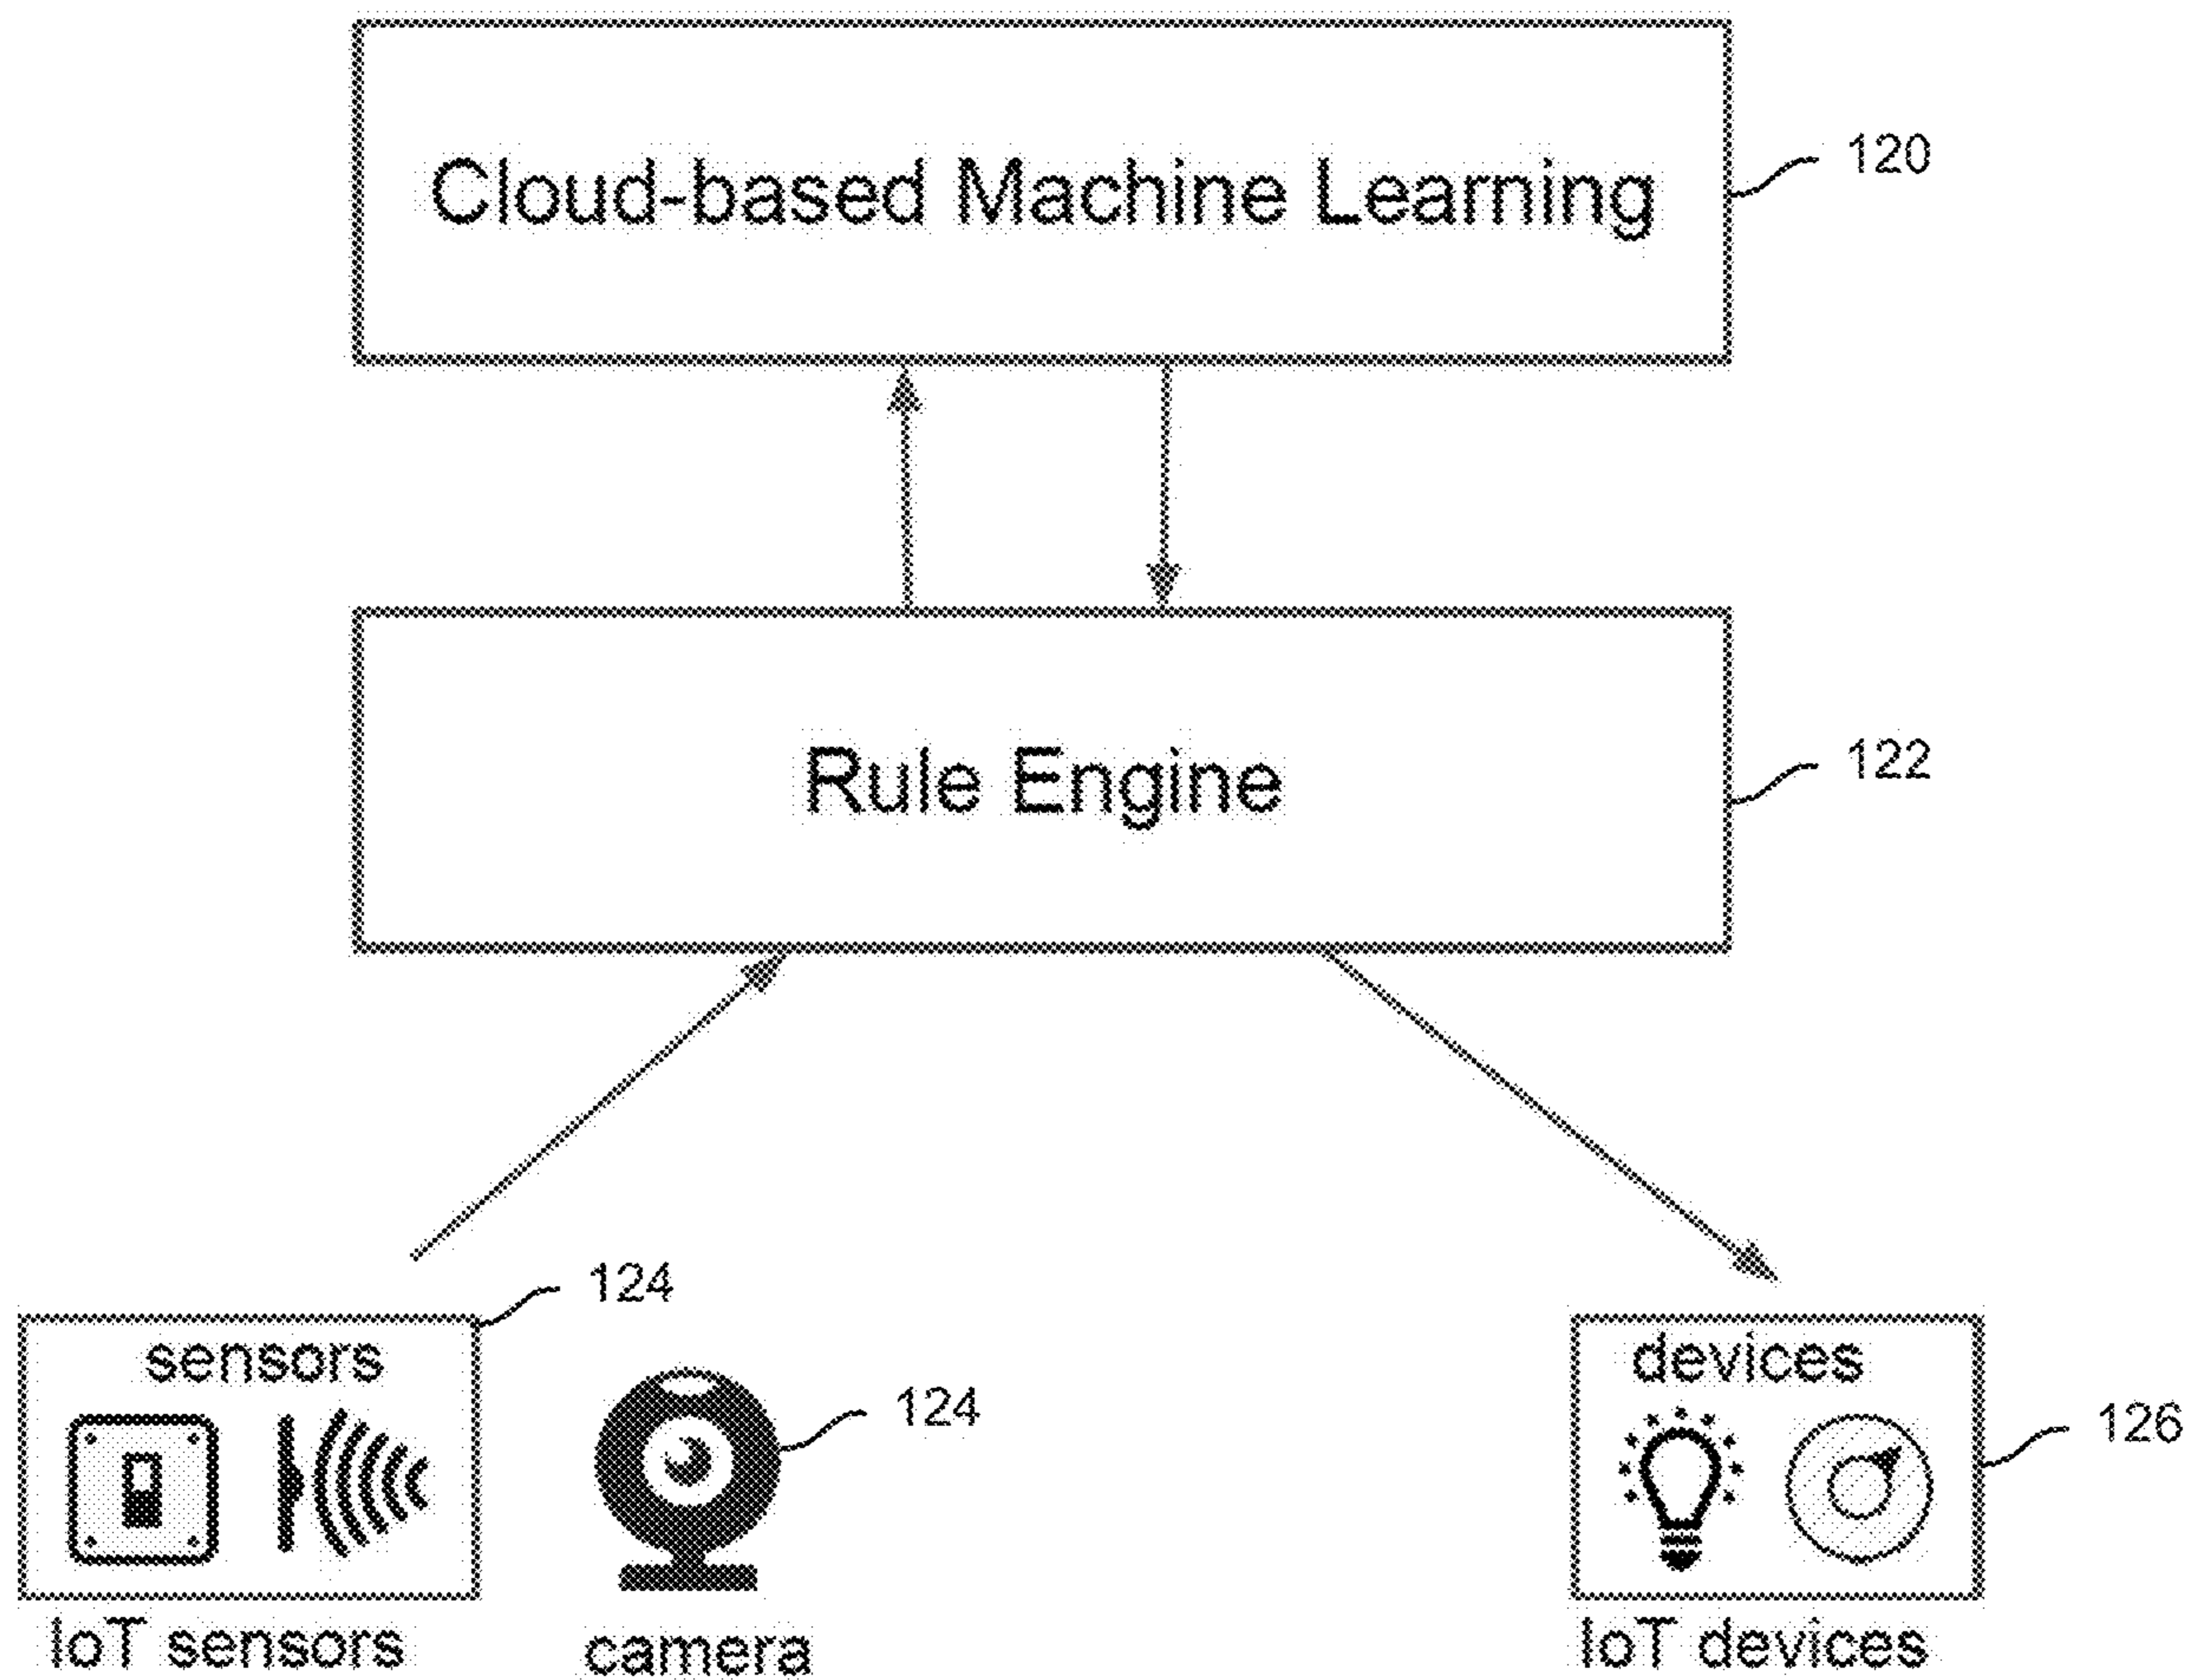 Cloud-based Machine Learning
120
Rule Engine
122
124
sensors
IoT sensors
124
camera
devices
126
IoT devices